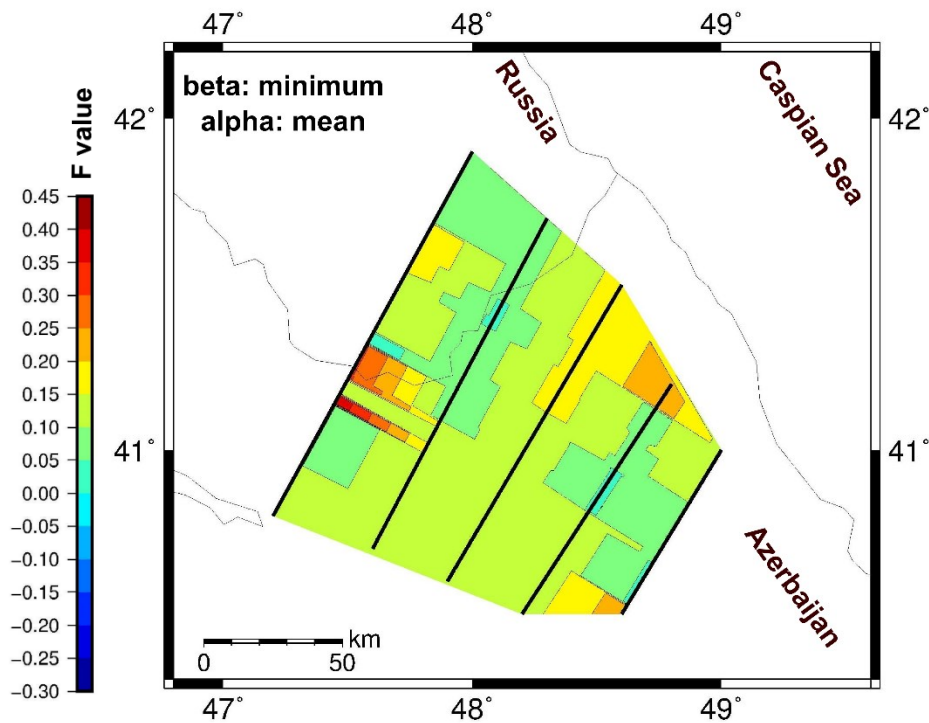 47° 48° 49°
beta: minimum
alpha: mean
Russia
Caspian Sea
42° 42°
F value
0.45
0.40
0.35
0.30
0.25
0.20
0.15
0.10
0.05
0.00
−0.05
−0.10
−0.15
−0.20
−0.25
−0.30
41° 41°
Azerbaijan
km
0 50
47° 48° 49°